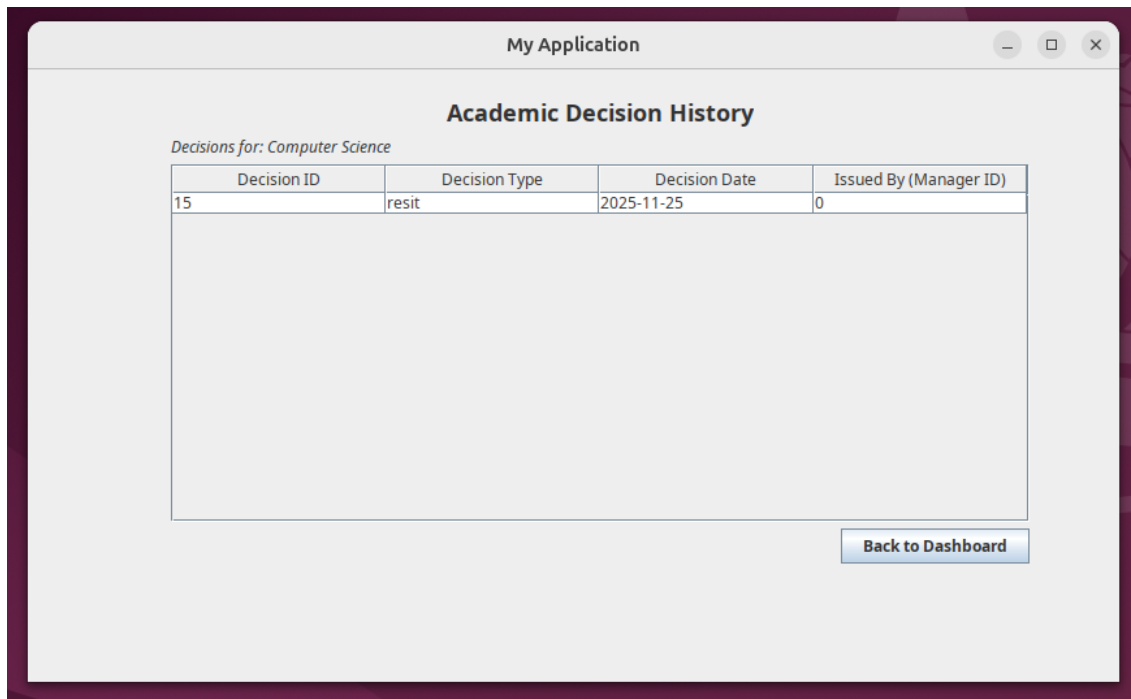 My Application
Academic Decision History
Decisions for: Computer Science
Decision ID Decision Type Decision Date Issued By (Manager ID)
15 resit 2025-11-25 0
Back to Dashboard